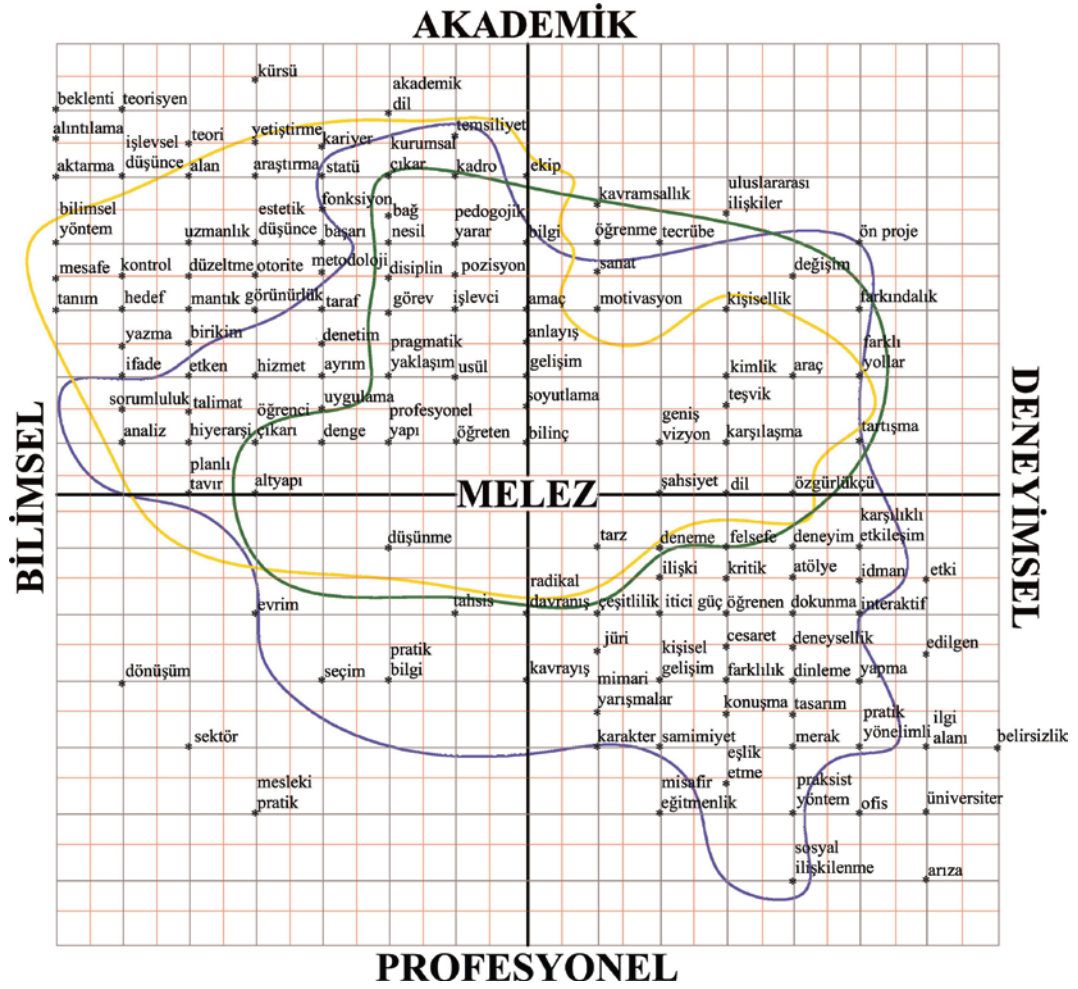 AKADEMİK
kürsü
akademik
dil
beklenti teorisyen
alıntılama
işlevsel
düşünce
teori
yetiştirme
kariyer
kurumsal
çıkar
temsiliyet
aktarma
alan
araştırma
statü
kadro
ekip
uluslararası
ilişkiler
kavramsallık
bilimsel
yöntem
uzmanlık
estetik
düşünce
fonksiyon
başarı
bağ
nesil
pedogojik
yarar
bilgi
öğrenme
tecrübe
ön proje
mesafe
kontrol
düzeltme
otorite
metodoloji
disiplin
pozisyon
sanat
değişim
tanım
hedef
mantık
görünürlük
taraf
görev
işlevci
amaç
motivasyon
kişisellik
farkındalık
yazma
birikim
denetim
pragmatik
yaklaşım
anlayış
farklı
yollar
ifade
etken
hizmet
ayrım
usül
gelişim
kimlik
araç
sorumluluk
talimat
öğrenci
çıkarı
uygulama
profesyonel
yapı
soyutlama
teşvik
analiz
hiyerarşi
denge
öğreten
bilinç
geniş
vizyon
karşılaşma
tartışma
planlı
tavır
altyapı
şahsiyet
dil
özgürlükçü
BİLİMSEL
MELEZ
DENEYİMSEL
düşünme
tarz
deneme
felsefe
deneyim
karşılıklı
etkileşim
radikal
davranış
ilişki
kritik
atölye
idman
etki
evrim
tahsis
çeşitlilik
itici güç
öğrenen
dokunma
interaktif
jüri
kişisel
gelişim
cesaret
deneysellik
edilgen
dönüşüm
seçim
pratik
bilgi
kavrayış
mimari
yarışmalar
farklılık
dinleme
yapma
konuşma
tasarım
pratik
yönelimli
ilgi
alanı
sektör
karakter
samimiyet
eşlik
etme
merak
belirsizlik
mesleki
pratik
misafir
eğitmenlik
praksist
yöntem
ofis
üniversiter
sosyal
ilişkilenme
arıza
PROFESYONEL